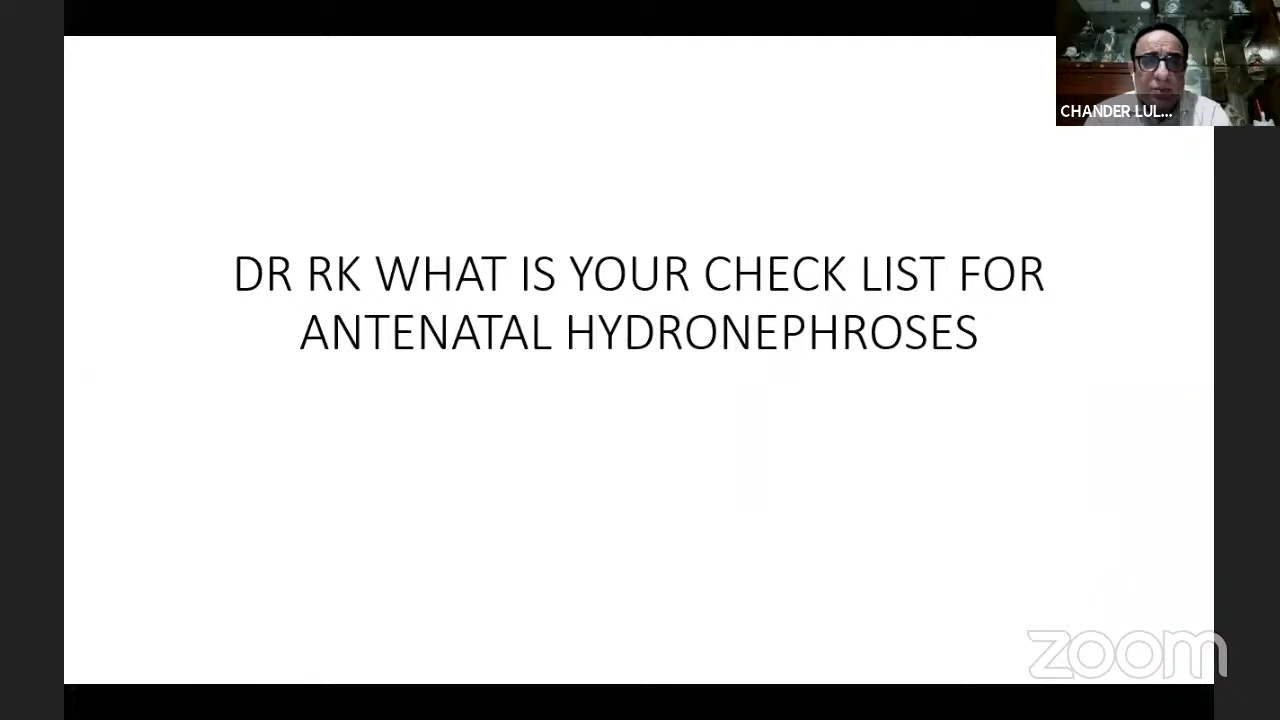 CHANDER LUL...
DR RK WHAT IS YOUR CHECK LIST FOR
ANTENATAL HYDRONEPHROSES
zoom